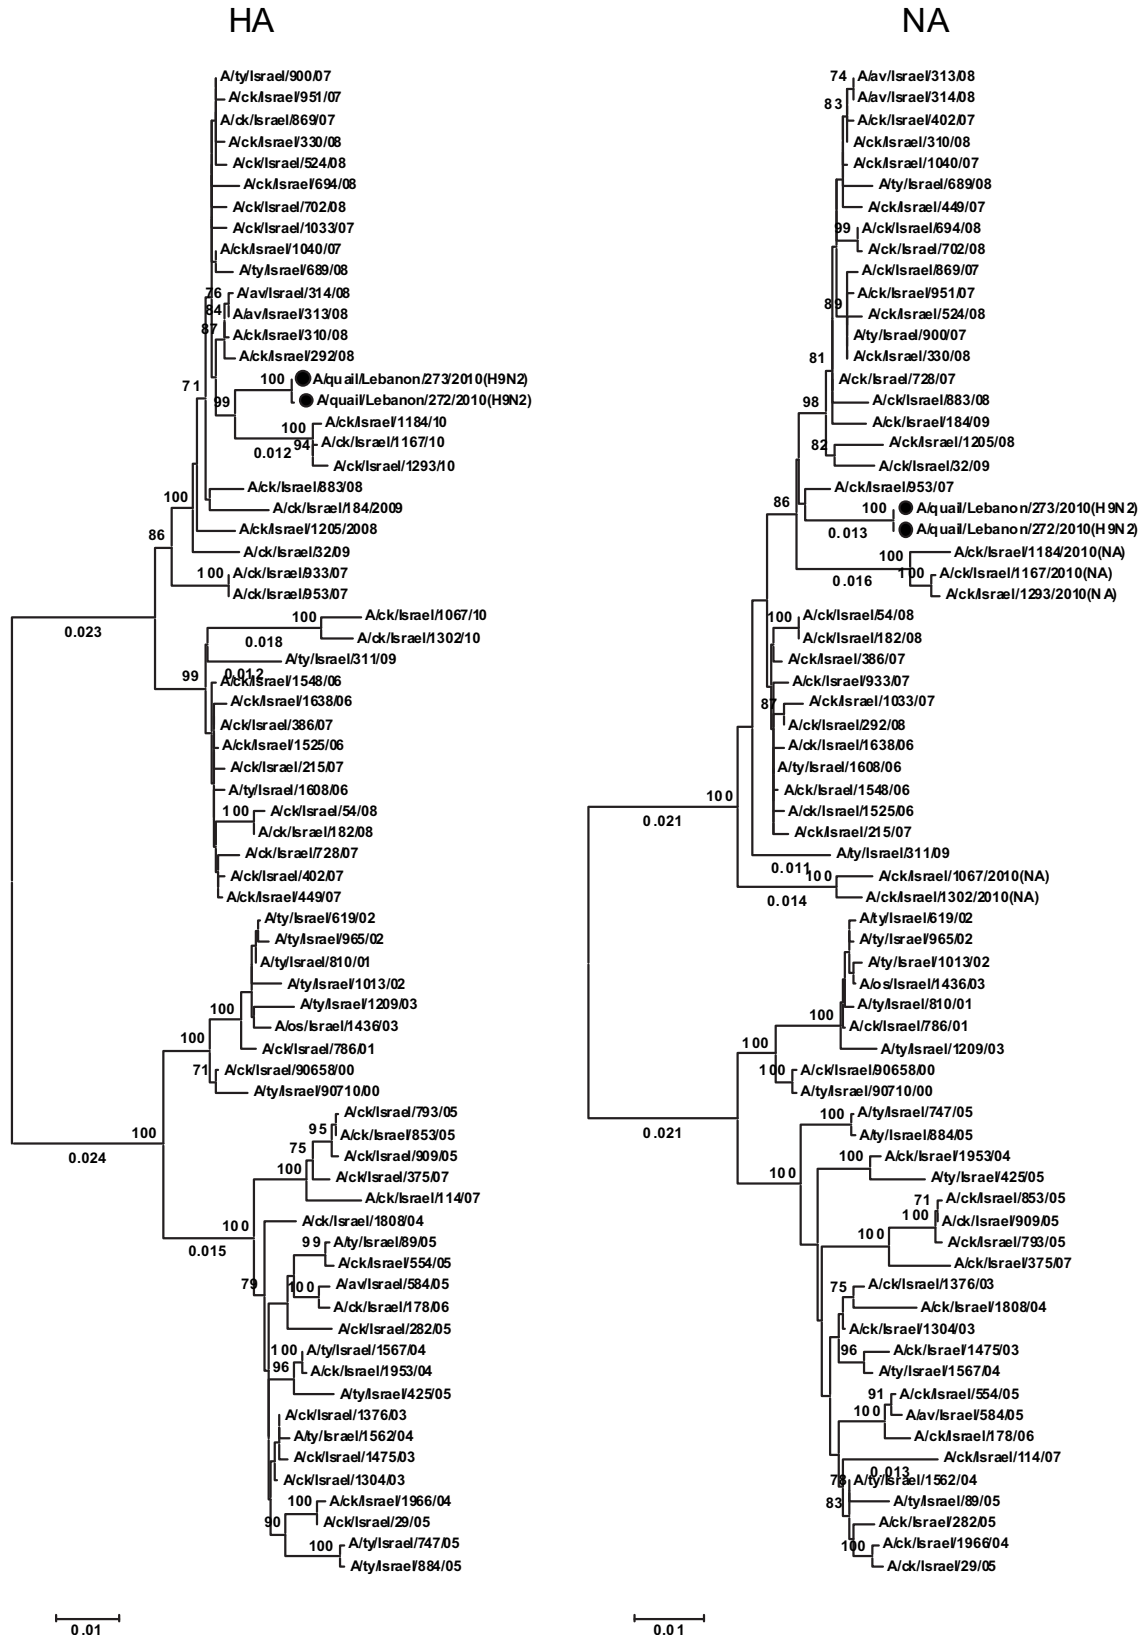 HA
A/ty/Israel/900/07
A/ck/Israel/951/07
A/ck/Israel/869/07
A/ck/Israel/330/08
A/ck/Israel/524/08
A/ck/Israel/694/08
A/ck/Israel/702/08
A/ck/Israel/1033/07
A/ck/Israel/1040/07
A/ty/Israel/689/08
76 A/av/Israel/314/08
84 A/av/Israel/313/08
87 A/ck/Israel/310/08
A/ck/Israel/292/08
100 A/quail/Lebanon/273/2010(H9N2)
71
99 A/quail/Lebanon/272/2010(H9N2)
100 A/ck/Israel/1184/10
94 A/ck/Israel/1167/10
0.012
A/ck/Israel/1293/10
A/ck/Israel/883/08
100
A/ck/Israel/184/2009
A/ck/Israel/1205/2008
86
A/ck/Israel/32/09
100 A/ck/Israel/933/07
A/ck/Israel/953/07
100 A/ck/Israel/1067/10
0.023
A/ck/Israel/1302/10
0.018
A/ty/Israel/311/09
99 0.012
A/ck/Israel/1548/06
A/ck/Israel/1638/06
A/ck/Israel/386/07
A/ck/Israel/1525/06
A/ck/Israel/215/07
A/ty/Israel/1608/06
100 A/ck/Israel/54/08
A/ck/Israel/182/08
A/ck/Israel/728/07
A/ck/Israel/402/07
A/ck/Israel/449/07
A/ty/Israel/619/02
A/ty/Israel/965/02
A/ty/Israel/810/01
A/ty/Israel/1013/02
100 A/ty/Israel/1209/03
A/os/Israel/1436/03
100
A/ck/Israel/786/01
71 A/ck/Israel/90658/00
A/ty/Israel/90710/00
A/ck/Israel/793/05
95
100 A/ck/Israel/853/05
75
0.024
A/ck/Israel/909/05
100 A/ck/Israel/375/07
A/ck/Israel/114/07
100 A/ck/Israel/1808/04
0.015
99 A/ty/Israel/89/05
A/ck/Israel/554/05
79 100 A/av/Israel/584/05
A/ck/Israel/178/06
A/ck/Israel/282/05
100 A/ty/Israel/1567/04
96 A/ck/Israel/1953/04
A/ty/Israel/425/05
A/ck/Israel/1376/03
A/ty/Israel/1562/04
A/ck/Israel/1475/03
A/ck/Israel/1304/03
100 A/ck/Israel/1966/04
90 A/ck/Israel/29/05
100 A/ty/Israel/747/05
A/ty/Israel/884/05
0.01
NA
74 A/av/Israel/313/08
83 A/av/Israel/314/08
A/ck/Israel/402/07
A/ck/Israel/310/08
A/ck/Israel/1040/07
A/ty/Israel/689/08
A/ck/Israel/449/07
99 A/ck/Israel/694/08
A/ck/Israel/702/08
A/ck/Israel/869/07
A/ck/Israel/951/07
89
A/ck/Israel/524/08
A/ty/Israel/900/07
81 A/ck/Israel/330/08
A/ck/Israel/728/07
98 A/ck/Israel/883/08
A/ck/Israel/184/09
82 A/ck/Israel/1205/08
A/ck/Israel/32/09
A/ck/Israel/953/07
86 100 A/quail/Lebanon/273/2010(H9N2)
A/quail/Lebanon/272/2010(H9N2)
0.013
100 A/ck/Israel/1184/2010(NA)
100 A/ck/Israel/1167/2010(NA)
0.016
A/ck/Israel/1293/2010(NA)
100 A/ck/Israel/54/08
A/ck/Israel/182/08
A/ck/Israel/386/07
A/ck/Israel/933/07
87 A/ck/Israel/1033/07
A/ck/Israel/292/08
A/ck/Israel/1638/06
A/ty/Israel/1608/06
100 A/ck/Israel/1548/06
A/ck/Israel/1525/06
0.021
A/ck/Israel/215/07
A/ty/Israel/311/09
0.011
100 A/ck/Israel/1067/2010(NA)
A/ck/Israel/1302/2010(NA)
0.014
A/ty/Israel/619/02
A/ty/Israel/965/02
A/ty/Israel/1013/02
A/os/Israel/1436/03
A/ty/Israel/810/01
100 A/ck/Israel/786/01
100 A/ty/Israel/1209/03
100 A/ck/Israel/90658/00
A/ty/Israel/90710/00
100 A/ty/Israel/747/05
0.021
A/ty/Israel/884/05
100 A/ck/Israel/1953/04
100 A/ty/Israel/425/05
71 A/ck/Israel/853/05
100 A/ck/Israel/909/05
100 A/ck/Israel/793/05
A/ck/Israel/375/07
75 A/ck/Israel/1376/03
A/ck/Israel/1808/04
A/ck/Israel/1304/03
96 A/ck/Israel/1475/03
A/ty/Israel/1567/04
91 A/ck/Israel/554/05
100 A/av/Israel/584/05
A/ck/Israel/178/06
A/ck/Israel/114/07
0.013
78 A/ty/Israel/1562/04
83 A/ty/Israel/89/05
A/ck/Israel/282/05
100 A/ck/Israel/1966/04
A/ck/Israel/29/05
0.01